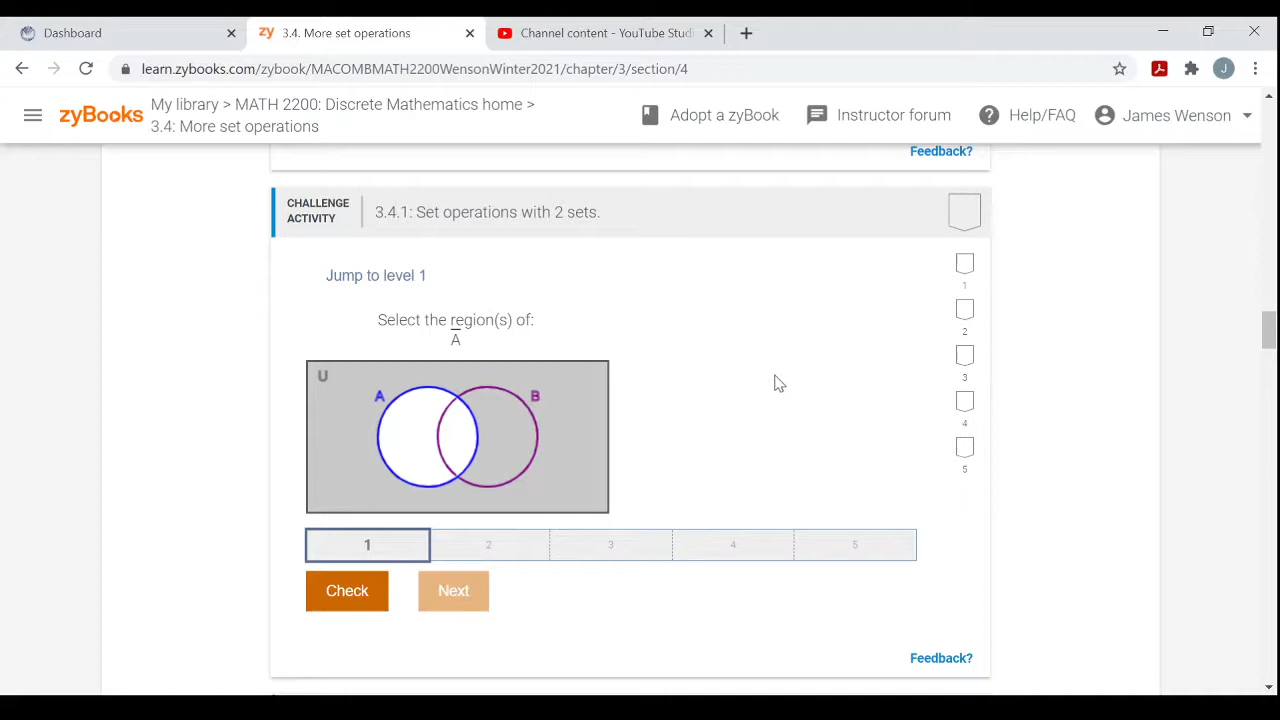 Dashboard
zy 3.4. More set operations
Channel content - YouTube Studi
learn.zybooks.com/zybook/MACOMBMATH2200WensonWinter2021/chapter/3/section/4
J
zyBooks
My library > MATH 2200: Discrete Mathematics home >
3.4: More set operations
Adopt a zyBook
Instructor forum
Help/FAQ
James Wenson
Feedback?
CHALLENGE
ACTIVITY
3.4.1: Set operations with 2 sets.
Jump to level 1
1
2
3
4
5
Select the region(s) of:
A̅
U
A
B
1 2 3 4 5
Check
Next
Feedback?